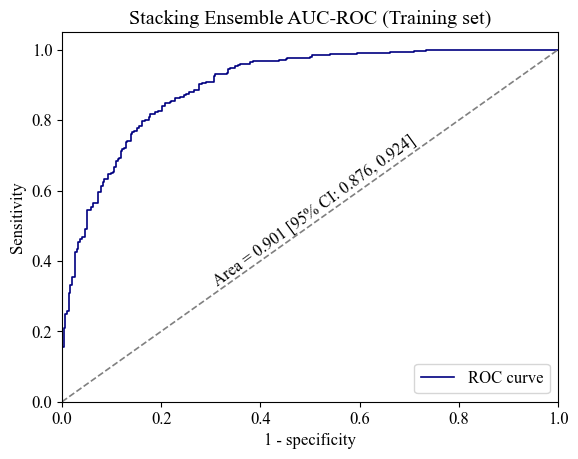 Stacking Ensemble AUC-ROC (Training set)
1.0
0.8
0.6
0.4
0.2
0.0
Sensitivity
Area = 0.901 [95% CI: 0.876, 0.924]
ROC curve
0.0 0.2 0.4 0.6 0.8 1.0
1 - specificity